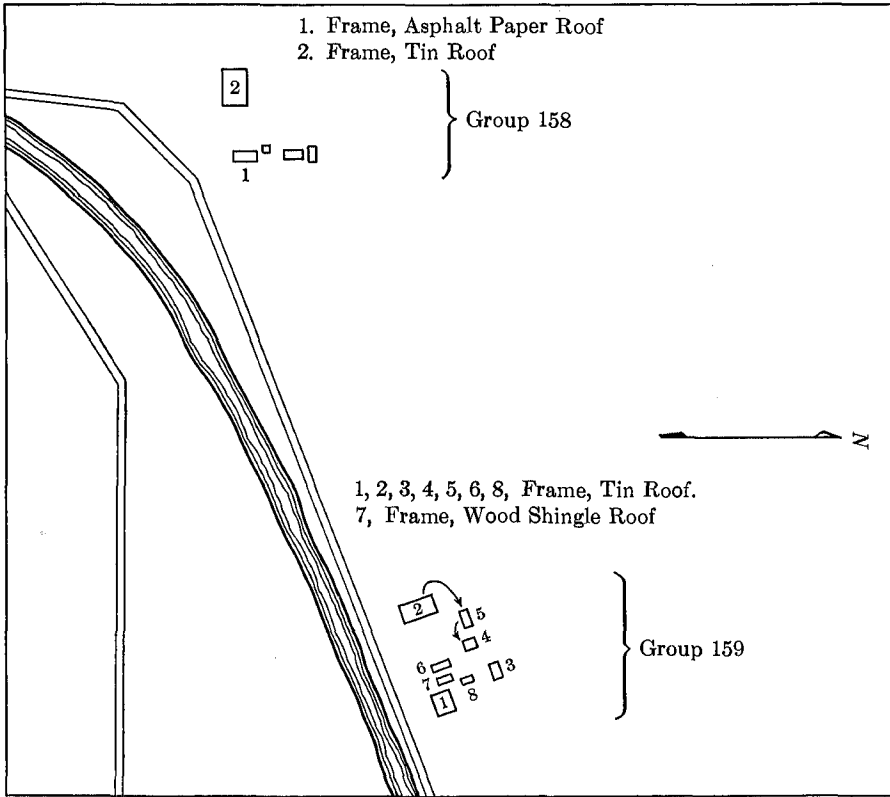 1. Frame, Asphalt Paper Roof
2. Frame, Tin Roof
2
Group 158
1
N
1, 2, 3, 4, 5, 6, 8, Frame, Tin Roof.
7, Frame, Wood Shingle Roof
2
5
4
Group 159
6
3
7
8
1